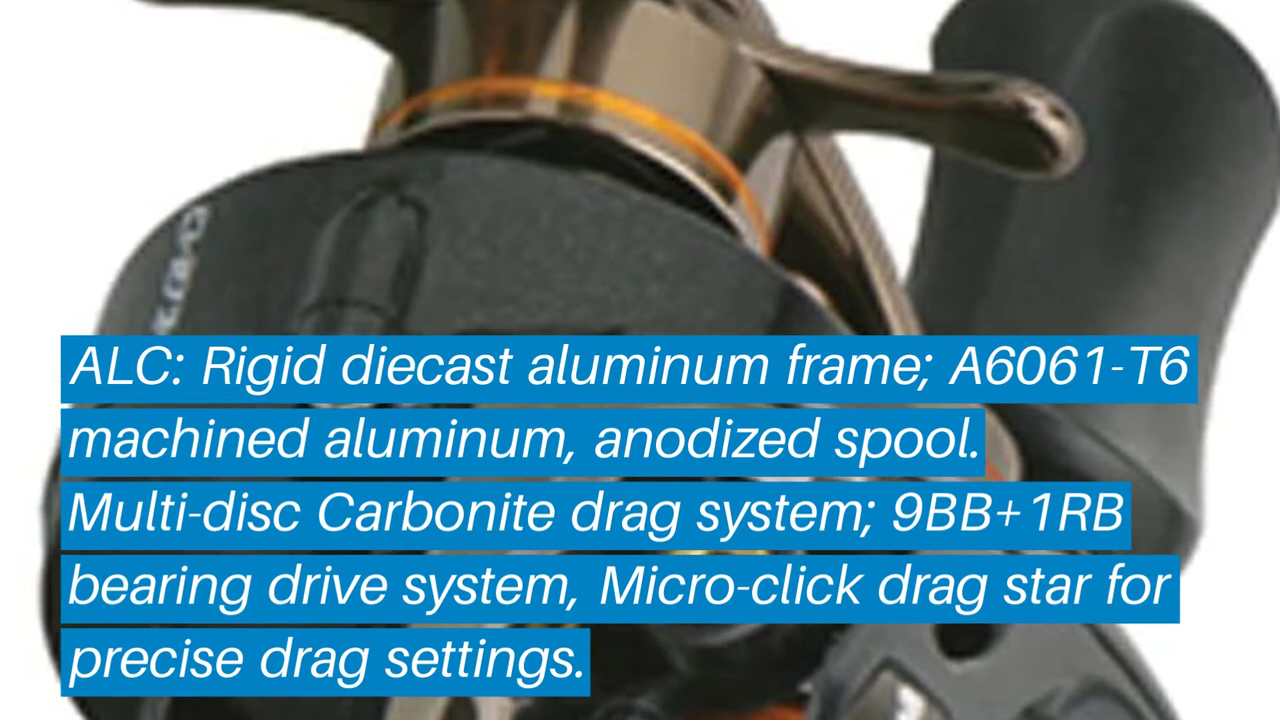 ALC: Rigid diecast aluminum frame; A6061-T6
machined aluminum, anodized spool.
Multi-disc Carbonite drag system; 9BB+1RB
bearing drive system, Micro-click drag star for
precise drag settings.